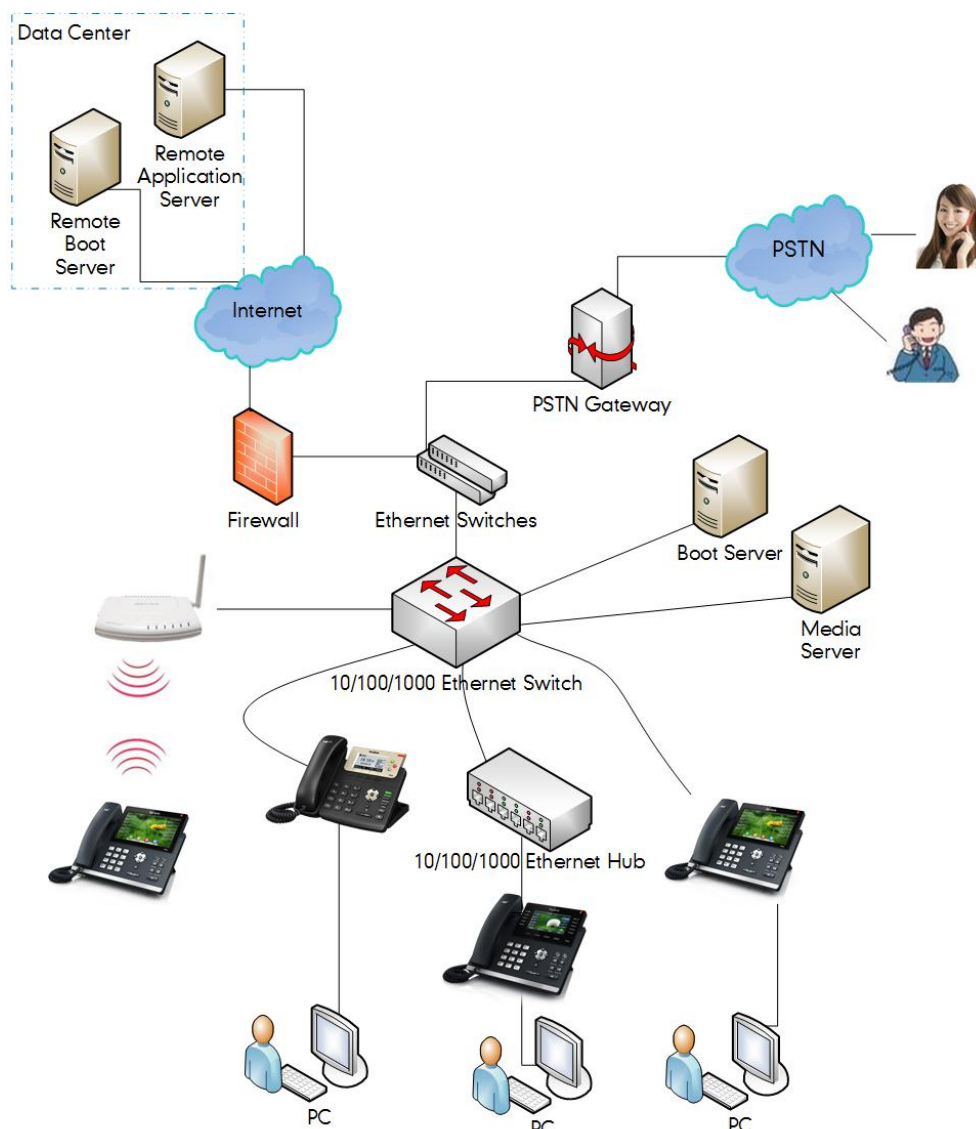 Data Center
Remote
Application
Server
Remote
Boot
Server
Internet
PSTN
PSTN Gateway
Firewall
Ethernet Switches
Boot Server
Media
Server
10/100/1000 Ethernet Switch
10/100/1000 Ethernet Hub
PC
PC
PC